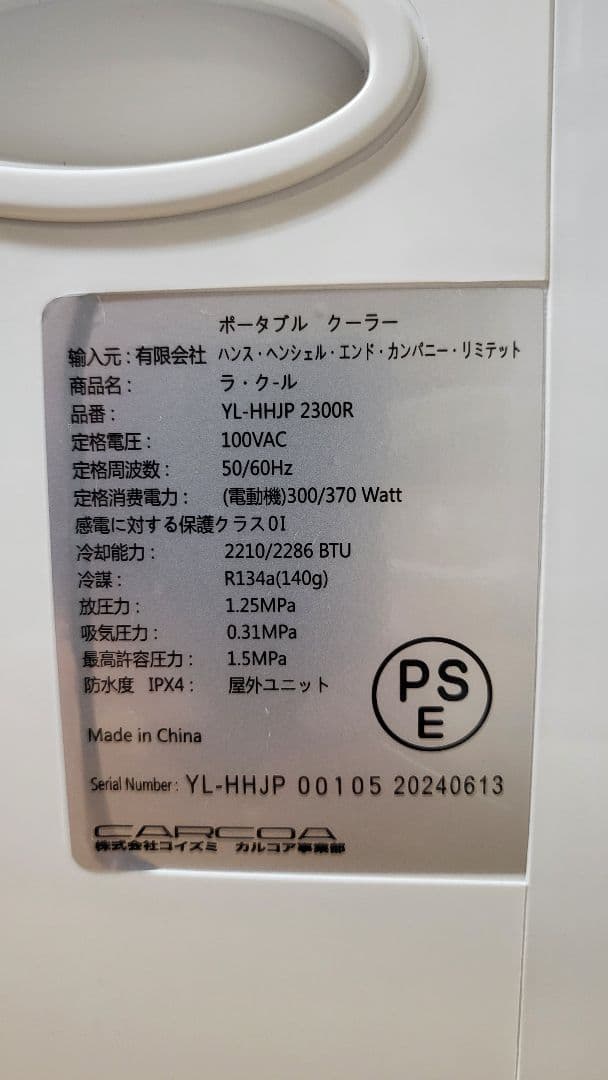 ポータブル クーラー
輸入元：有限会社 ハンス・ヘンシェル・エンド・カンパニー・リミテット
商品名： ラ・ク-ル
品番： YL-HHJP 2300R
定格電圧： 100VAC
定格周波数： 50/60Hz
定格消費電力： (電動機)300/370 Watt
感電に対する保護クラス0I
冷却能力： 2210/2286 BTU
冷謀： R134a(140g)
放圧力： 1.25MPa
吸気圧力： 0.31MPa
最高許容圧力： 1.5MPa
防水度 IPX4： 屋外ユニット
PS
E
Made in China
Serial Number: YL-HHJP 00105 20240613
CARCOA
株式会社コイズミ カルコア事業部